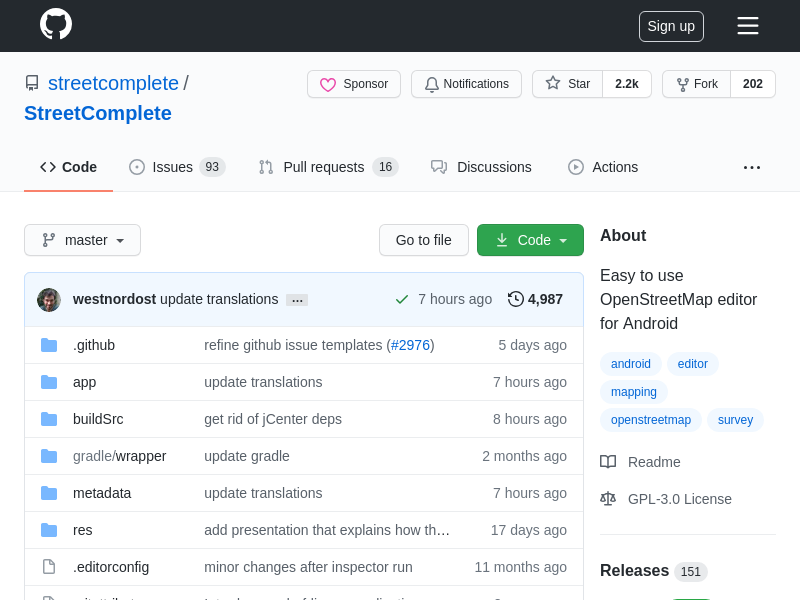 Sign up
streetcomplete /
StreetComplete
Sponsor
Notifications
Star 2.2k
Fork 202
Code
Issues 93
Pull requests 16
Discussions
Actions
master
Go to file
Code
westnordost update translations
7 hours ago
4,987
.github refine github issue templates (#2976) 5 days ago
app update translations 7 hours ago
buildSrc get rid of jCenter deps 8 hours ago
gradle/wrapper update gradle 2 months ago
metadata update translations 7 hours ago
res add presentation that explains how th… 17 days ago
.editorconfig minor changes after inspector run 11 months ago
About
Easy to use
OpenStreetMap editor
for Android
android editor
mapping
openstreetmap survey
Readme
GPL-3.0 License
Releases 151